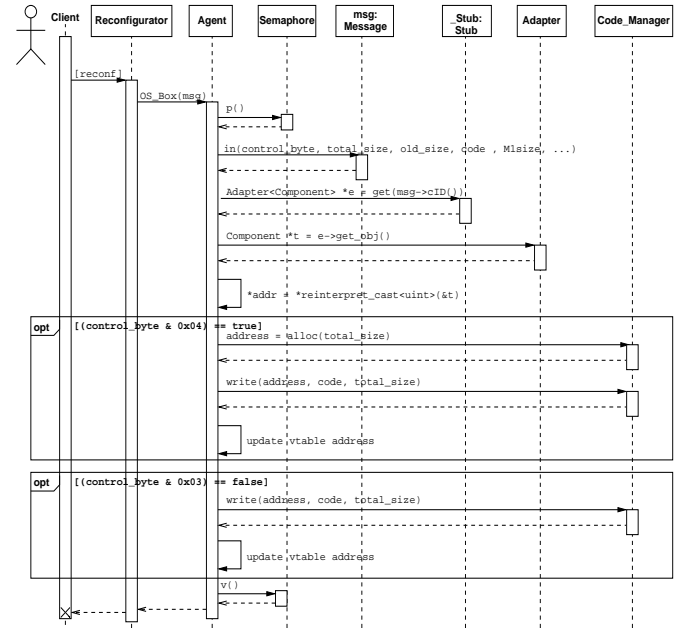 Client
Reconfigurator
Agent
Semaphore
msg:
Message
_Stub:
Stub
Adapter
Code_Manager
[reconf]
OS_Box(msg)
p()
in(control_byte, total_size, old_size, code , M1size, ...)
Adapter<Component> *e = get(msg->cID())
Component *t = e->get_obj()
*addr = *reinterpret_cast<uint>(&t)
opt [(control_byte & 0x04) == true]
address = alloc(total_size)
write(address, code, total_size)
update vtable address
opt [(control_byte & 0x03) == false]
write(address, code, total_size)
update vtable address
v()